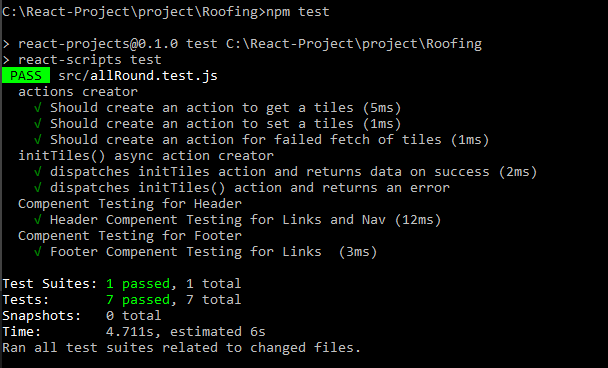 C:\React-Project\project\Roofing>npm test
> react-projects@0.1.0 test C:\React-Project\project\Roofing
> react-scripts test
PASS src/allRound.test.js
actions creator
√ Should create an action to get a tiles (5ms)
√ Should create an action to set a tiles (1ms)
√ Should create an action for failed fetch of tiles (1ms)
initTiles() async action creator
√ dispatches initTiles action and returns data on success (2ms)
√ dispatches initTiles() action and returns an error
Compenent Testing for Header
√ Header Compenent Testing for Links and Nav (12ms)
Compenent Testing for Footer
√ Footer Compenent Testing for Links (3ms)
Test Suites: 1 passed, 1 total
Tests: 7 passed, 7 total
Snapshots: 0 total
Time: 4.711s, estimated 6s
Ran all test suites related to changed files.